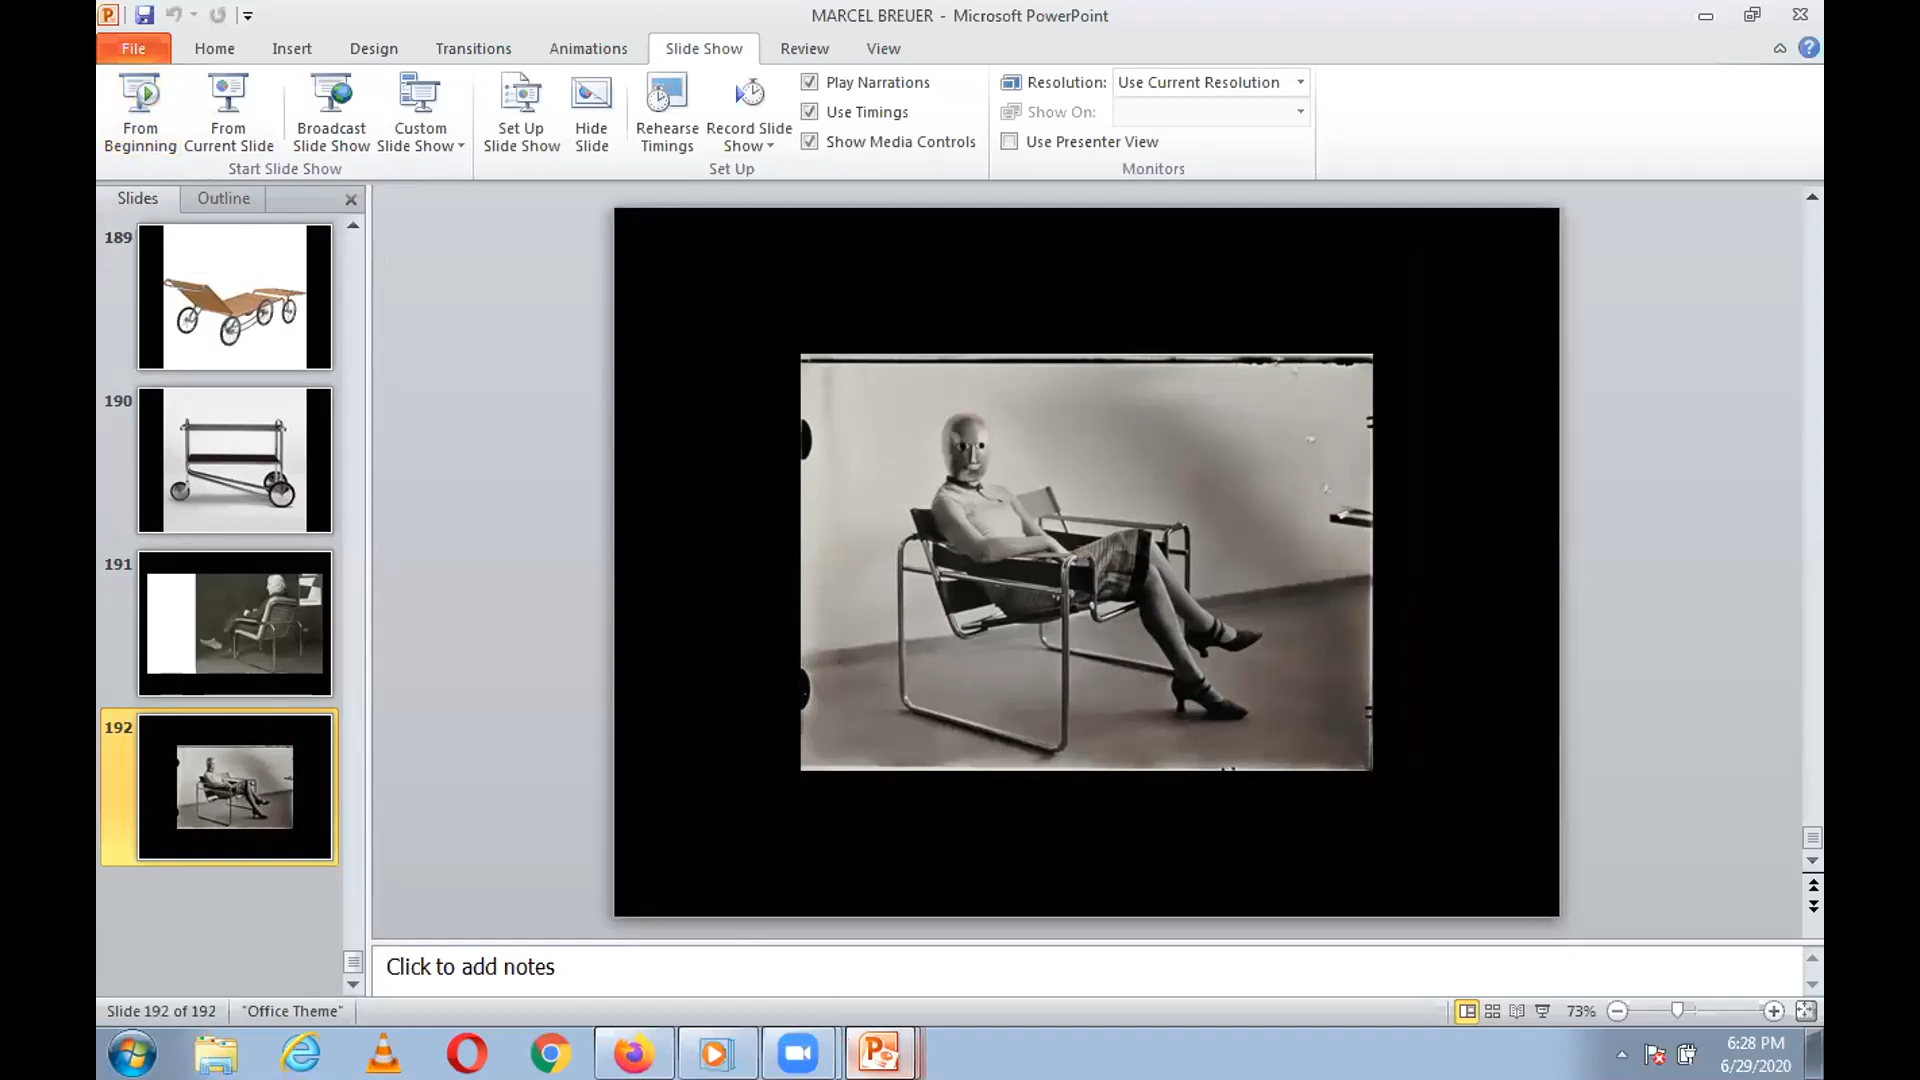 MARCEL BREUER - Microsoft PowerPoint
File Home Insert Design Transitions Animations Slide Show Review View
From Beginning
From Current Slide
Broadcast Slide Show
Custom Slide Show
Start Slide Show
Set Up Slide Show
Hide Slide
Rehearse Timings
Record Slide Show
Play Narrations
Use Timings
Show Media Controls
Set Up
Resolution: Use Current Resolution
Show On:
Use Presenter View
Monitors
Slides Outline
189
190
191
192
Click to add notes
Slide 192 of 192 "Office Theme" 73%
6:28 PM
6/29/2020